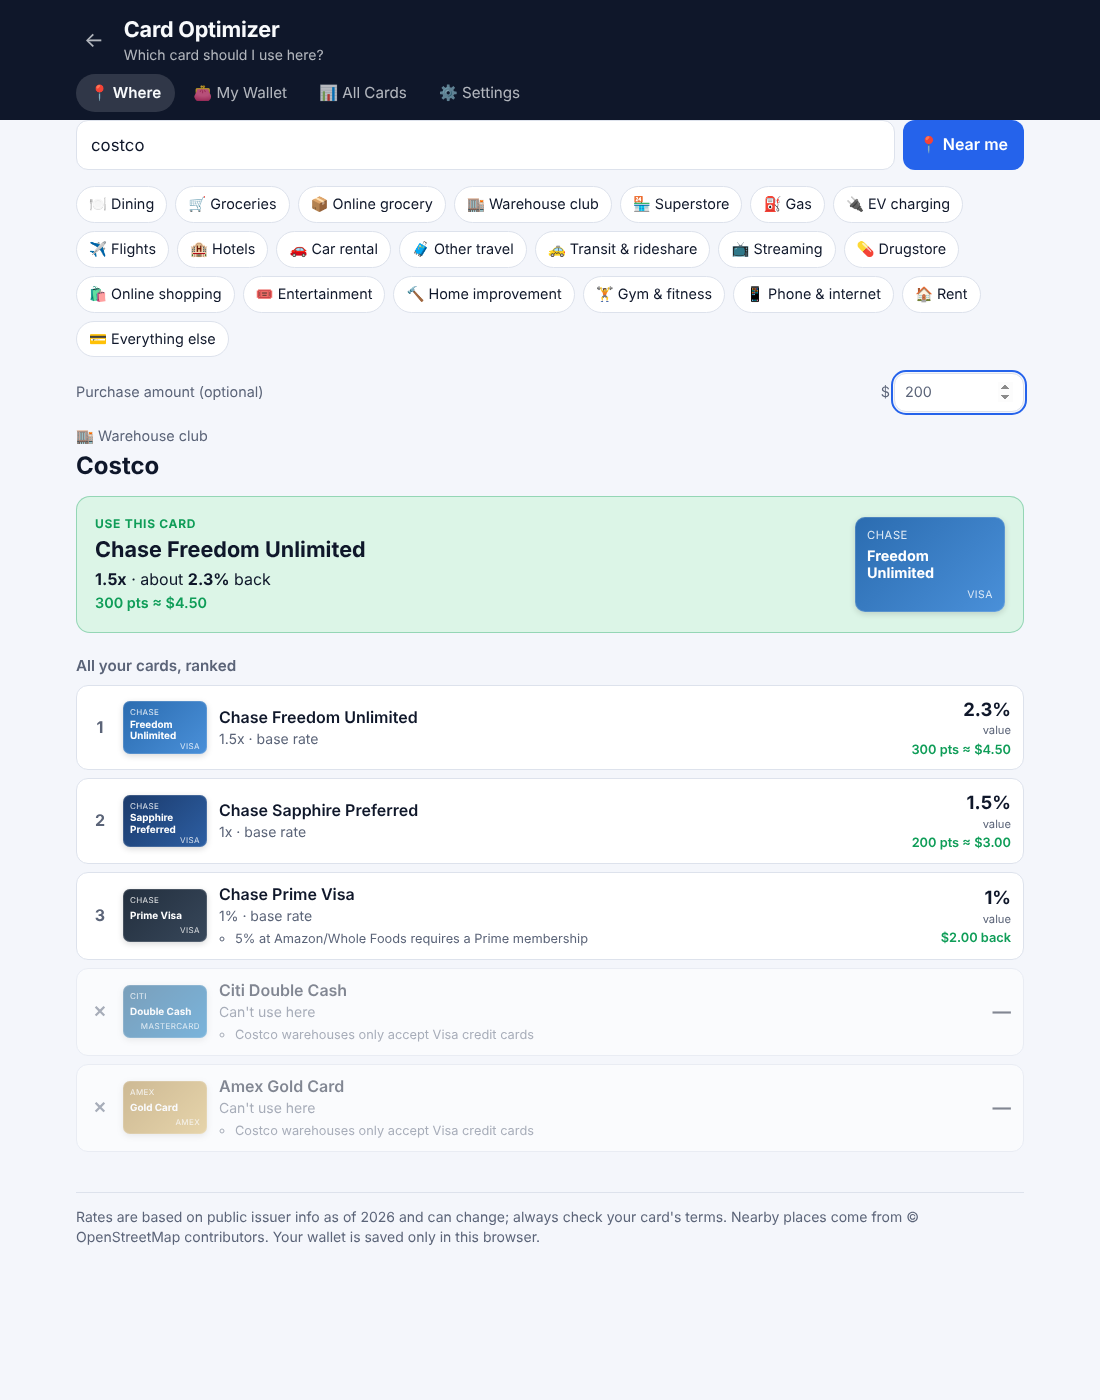 Card Optimizer
Which card should I use here?
Where
My Wallet
All Cards
Settings
costco
Near me
Dining
Groceries
Online grocery
Warehouse club
Superstore
Gas
EV charging
Flights
Hotels
Car rental
Other travel
Transit & rideshare
Streaming
Drugstore
Online shopping
Entertainment
Home improvement
Gym & fitness
Phone & internet
Rent
Everything else
Purchase amount (optional)
$ 200
Warehouse club
Costco
USE THIS CARD
Chase Freedom Unlimited
1.5x · about 2.3% back
300 pts ≈ $4.50
CHASE
Freedom
Unlimited
VISA
All your cards, ranked
1
CHASE
Freedom
Unlimited
VISA
Chase Freedom Unlimited
1.5x · base rate
2.3%
value
300 pts ≈ $4.50
2
CHASE
Sapphire
Preferred
VISA
Chase Sapphire Preferred
1x · base rate
1.5%
value
200 pts ≈ $3.00
3
CHASE
Prime Visa
VISA
Chase Prime Visa
1% · base rate
5% at Amazon/Whole Foods requires a Prime membership
1%
value
$2.00 back
✕
CITI
Double Cash
MASTERCARD
Citi Double Cash
Can't use here
Costco warehouses only accept Visa credit cards
—
✕
AMEX
Gold Card
AMEX
Amex Gold Card
Can't use here
Costco warehouses only accept Visa credit cards
—
Rates are based on public issuer info as of 2026 and can change; always check your card's terms. Nearby places come from ©
OpenStreetMap contributors. Your wallet is saved only in this browser.